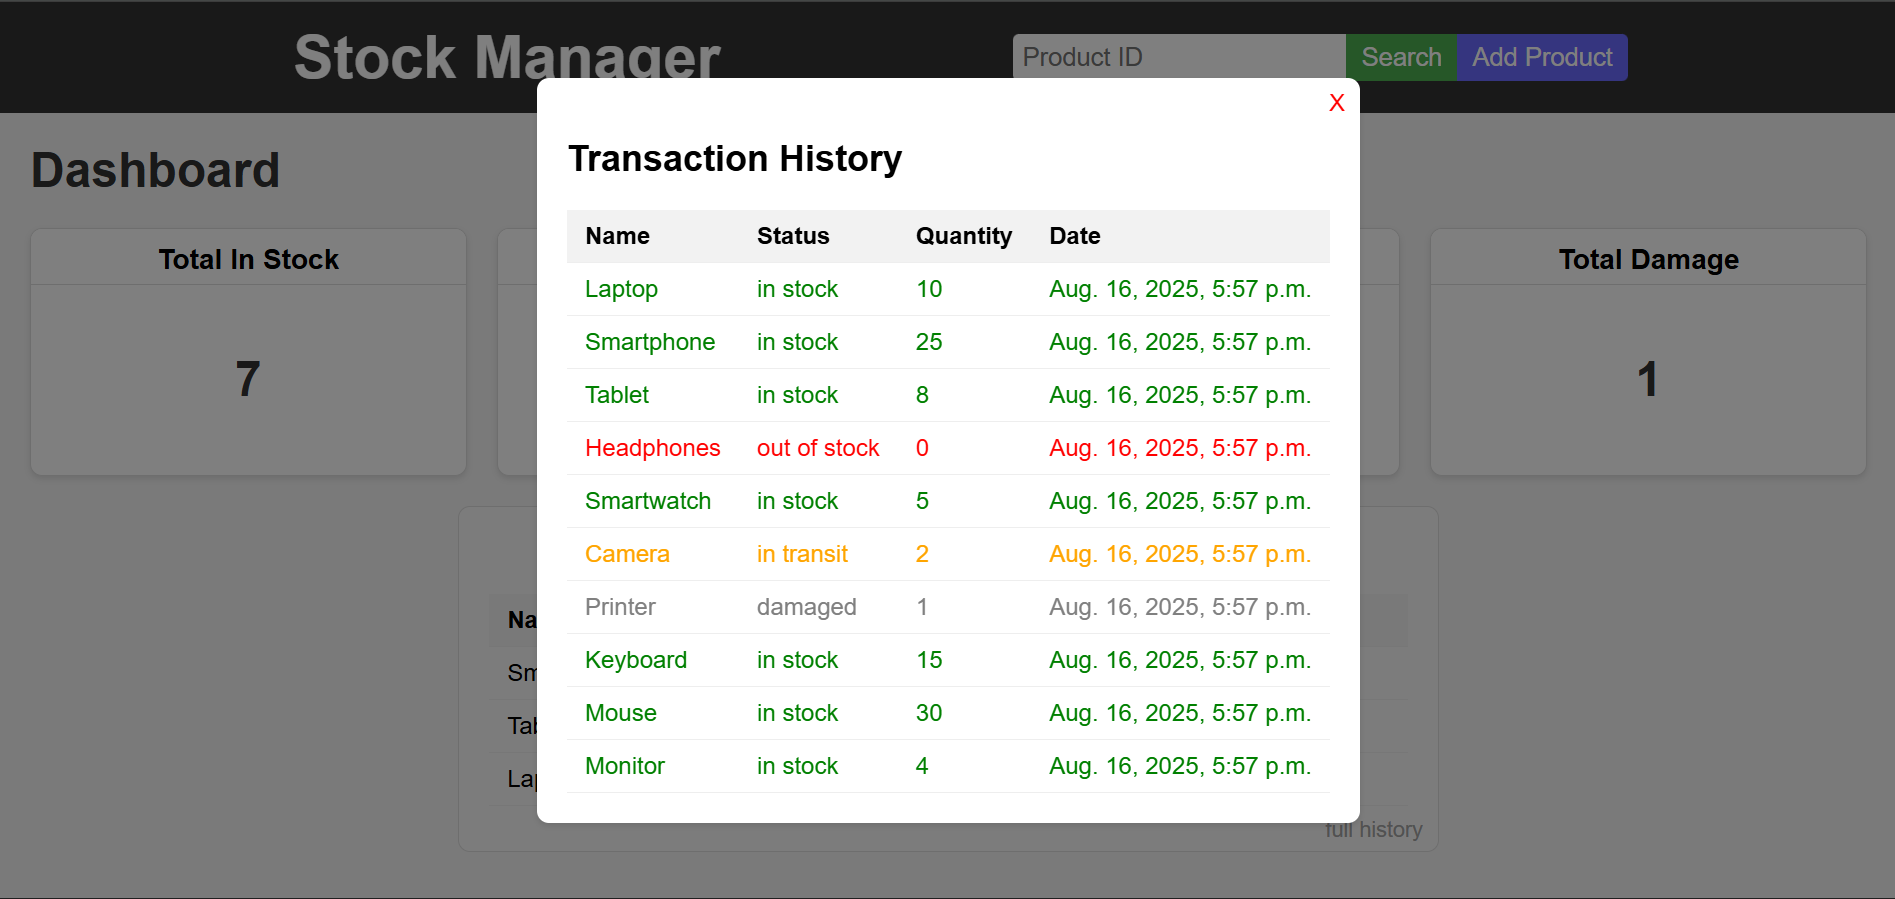 Stock Manager
Product ID Search Add Product
X
Dashboard
Transaction History
Total In Stock
Total Damage
7
1
Name Status Quantity Date
Laptop in stock 10 Aug. 16, 2025, 5:57 p.m.
Smartphone in stock 25 Aug. 16, 2025, 5:57 p.m.
Tablet in stock 8 Aug. 16, 2025, 5:57 p.m.
Headphones out of stock 0 Aug. 16, 2025, 5:57 p.m.
Smartwatch in stock 5 Aug. 16, 2025, 5:57 p.m.
Camera in transit 2 Aug. 16, 2025, 5:57 p.m.
Printer damaged 1 Aug. 16, 2025, 5:57 p.m.
Keyboard in stock 15 Aug. 16, 2025, 5:57 p.m.
Mouse in stock 30 Aug. 16, 2025, 5:57 p.m.
Monitor in stock 4 Aug. 16, 2025, 5:57 p.m.
full history